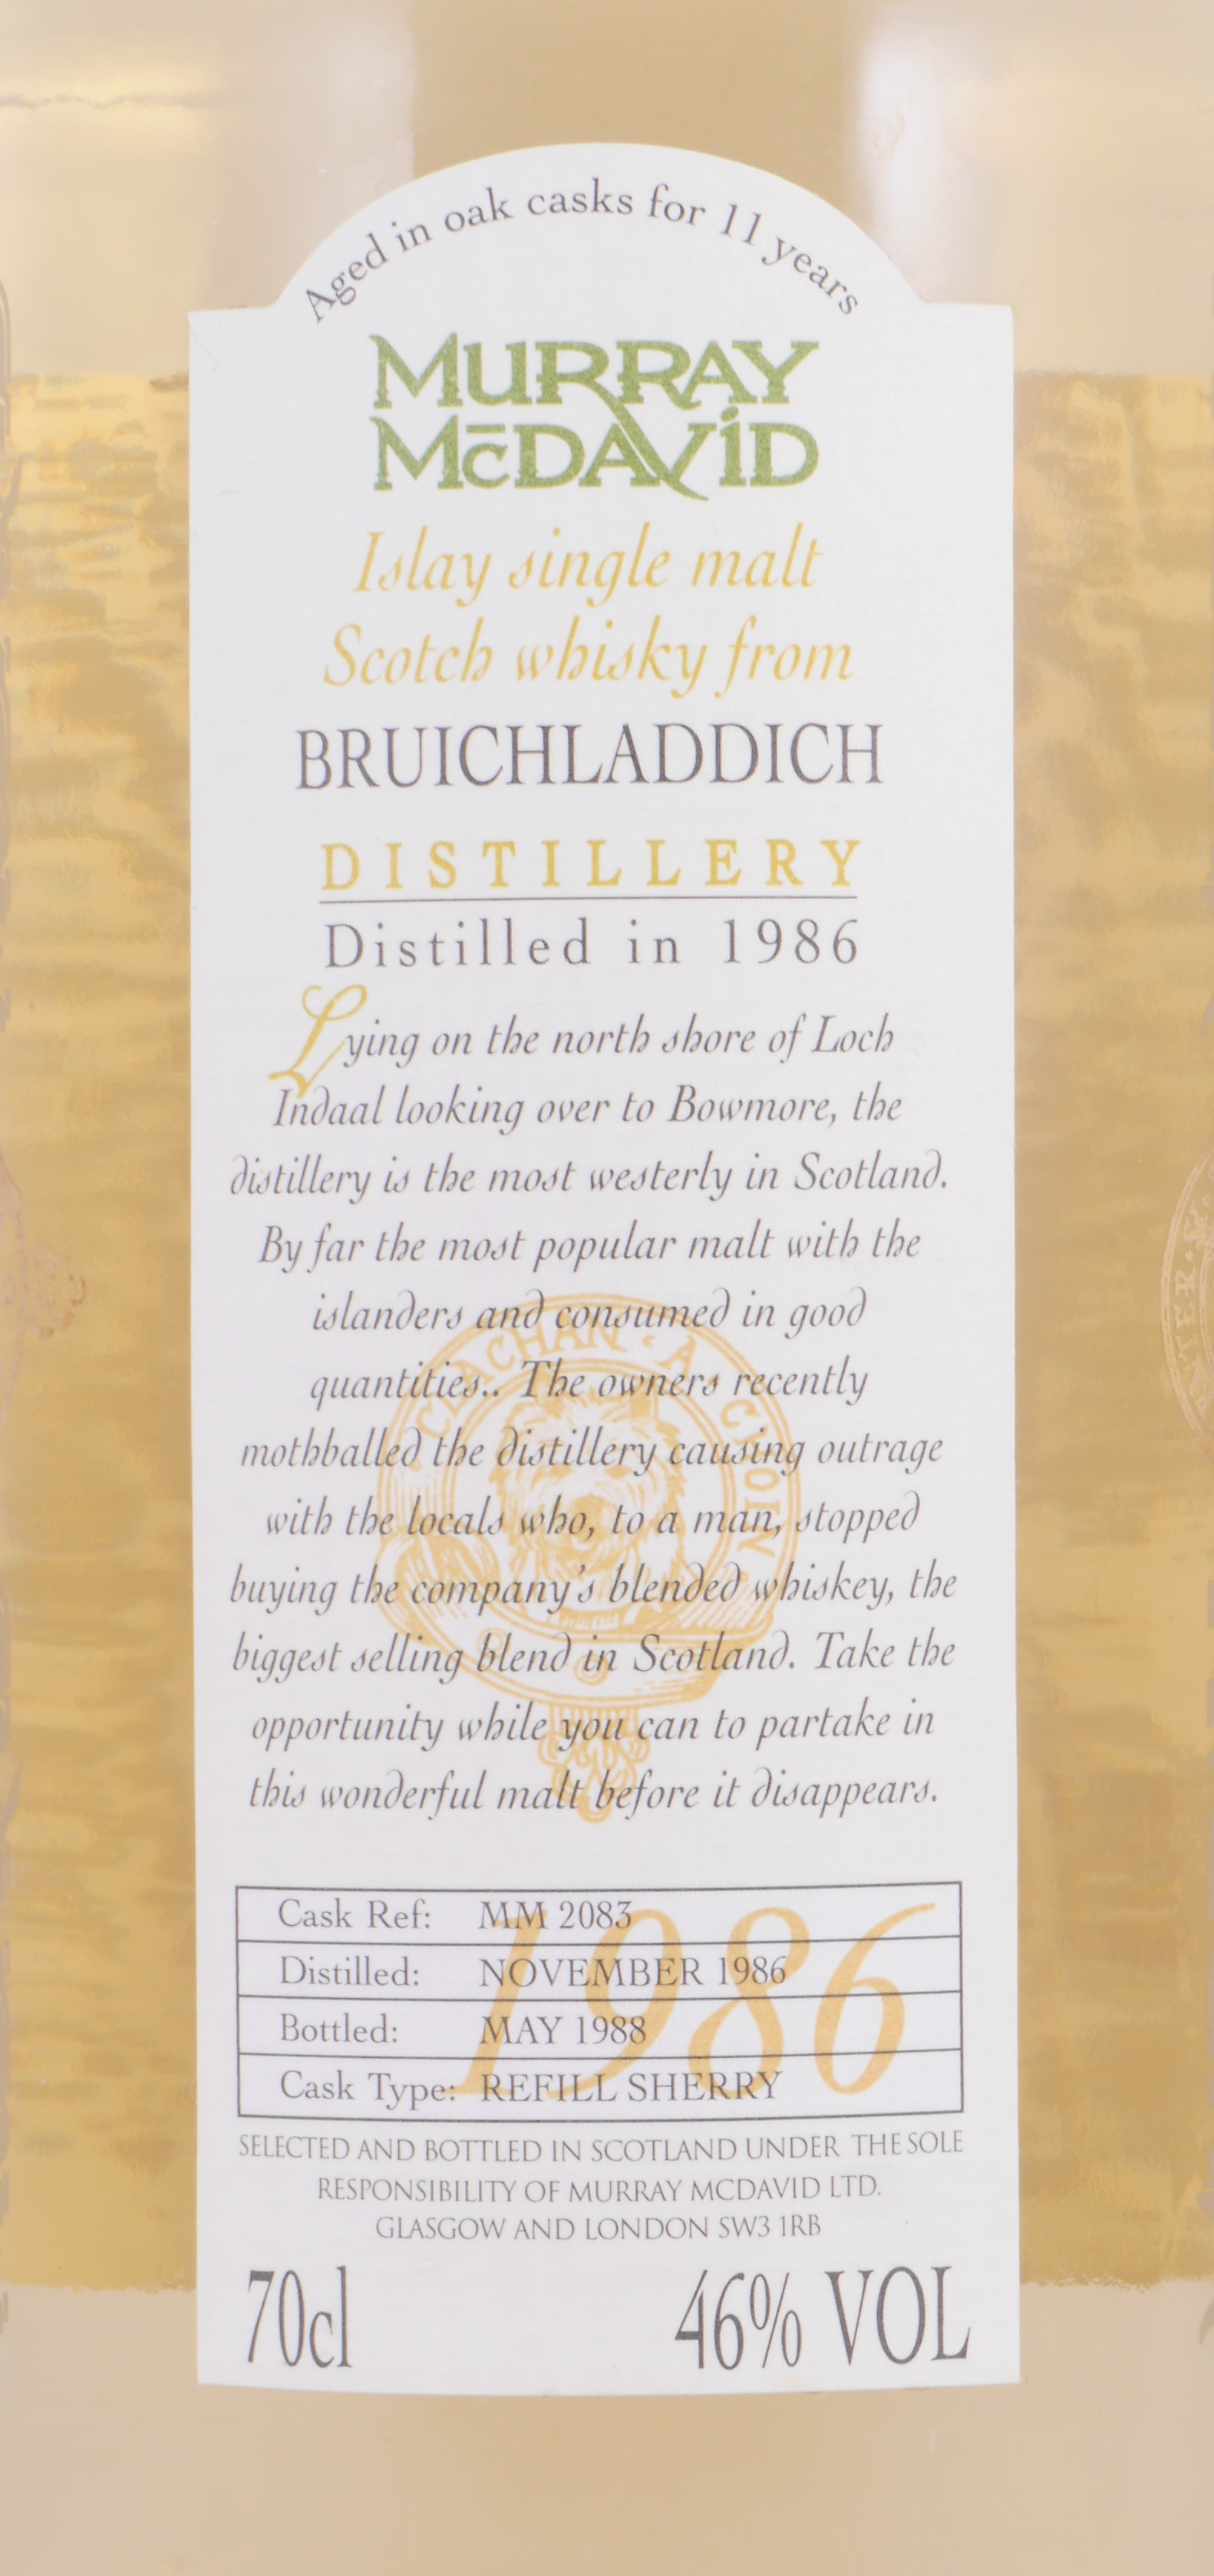 Aged in oak casks for 11 years
MURRAY
McDAViD
Islay single malt
Scotch whisky from
BRUICHLADDICH
DISTILLERY
Distilled in 1986
Lying on the north shore of Loch
Indaal looking over to Bowmore, the
distillery is the most westerly in Scotland.
By far the most popular malt with the
islanders and consumed in good
quantities.. The owners recently
mothballed the distillery causing outrage
with the locals who, to a man, stopped
buying the company's blended whiskey, the
biggest selling blend in Scotland. Take the
opportunity while you can to partake in
this wonderful malt before it disappears.
CLACHAN · A CHOIN
1986
Cask Ref: MM 2083
Distilled: NOVEMBER 1986
Bottled: MAY 1988
Cask Type: REFILL SHERRY
SELECTED AND BOTTLED IN SCOTLAND UNDER THE SOLE
RESPONSIBILITY OF MURRAY MCDAVID LTD.
GLASGOW AND LONDON SW3 1RB
70cl 46% VOL